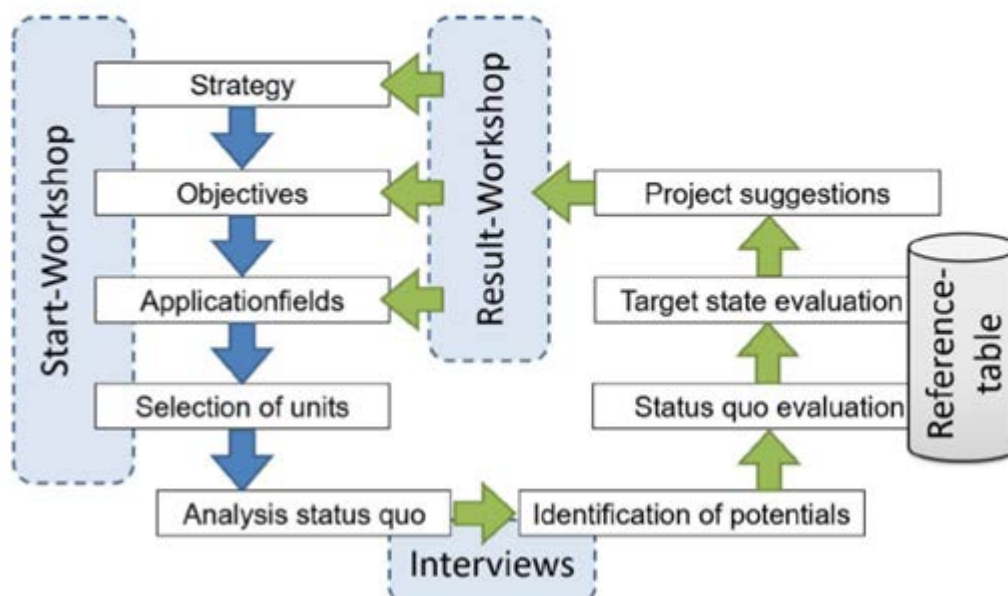 Start-Workshop
Strategy
Objectives
Applicationfields
Selection of units
Analysis status quo
Interviews
Identification of potentials
Status quo evaluation
Target state evaluation
Project suggestions
Result-Workshop
Reference-
table